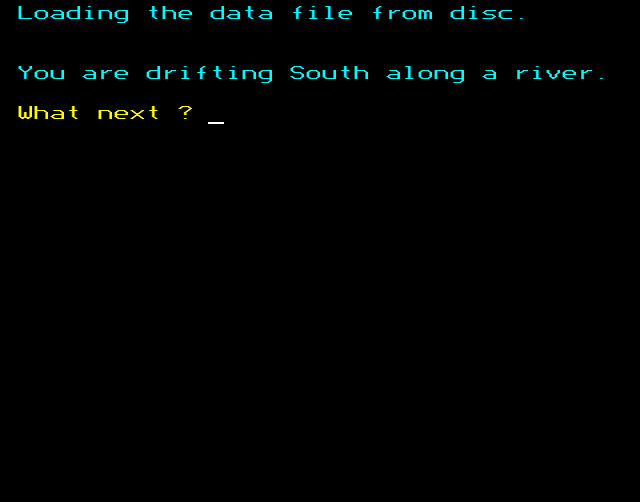 Loading the data file from disc.
You are drifting South along a river.
What next ? _